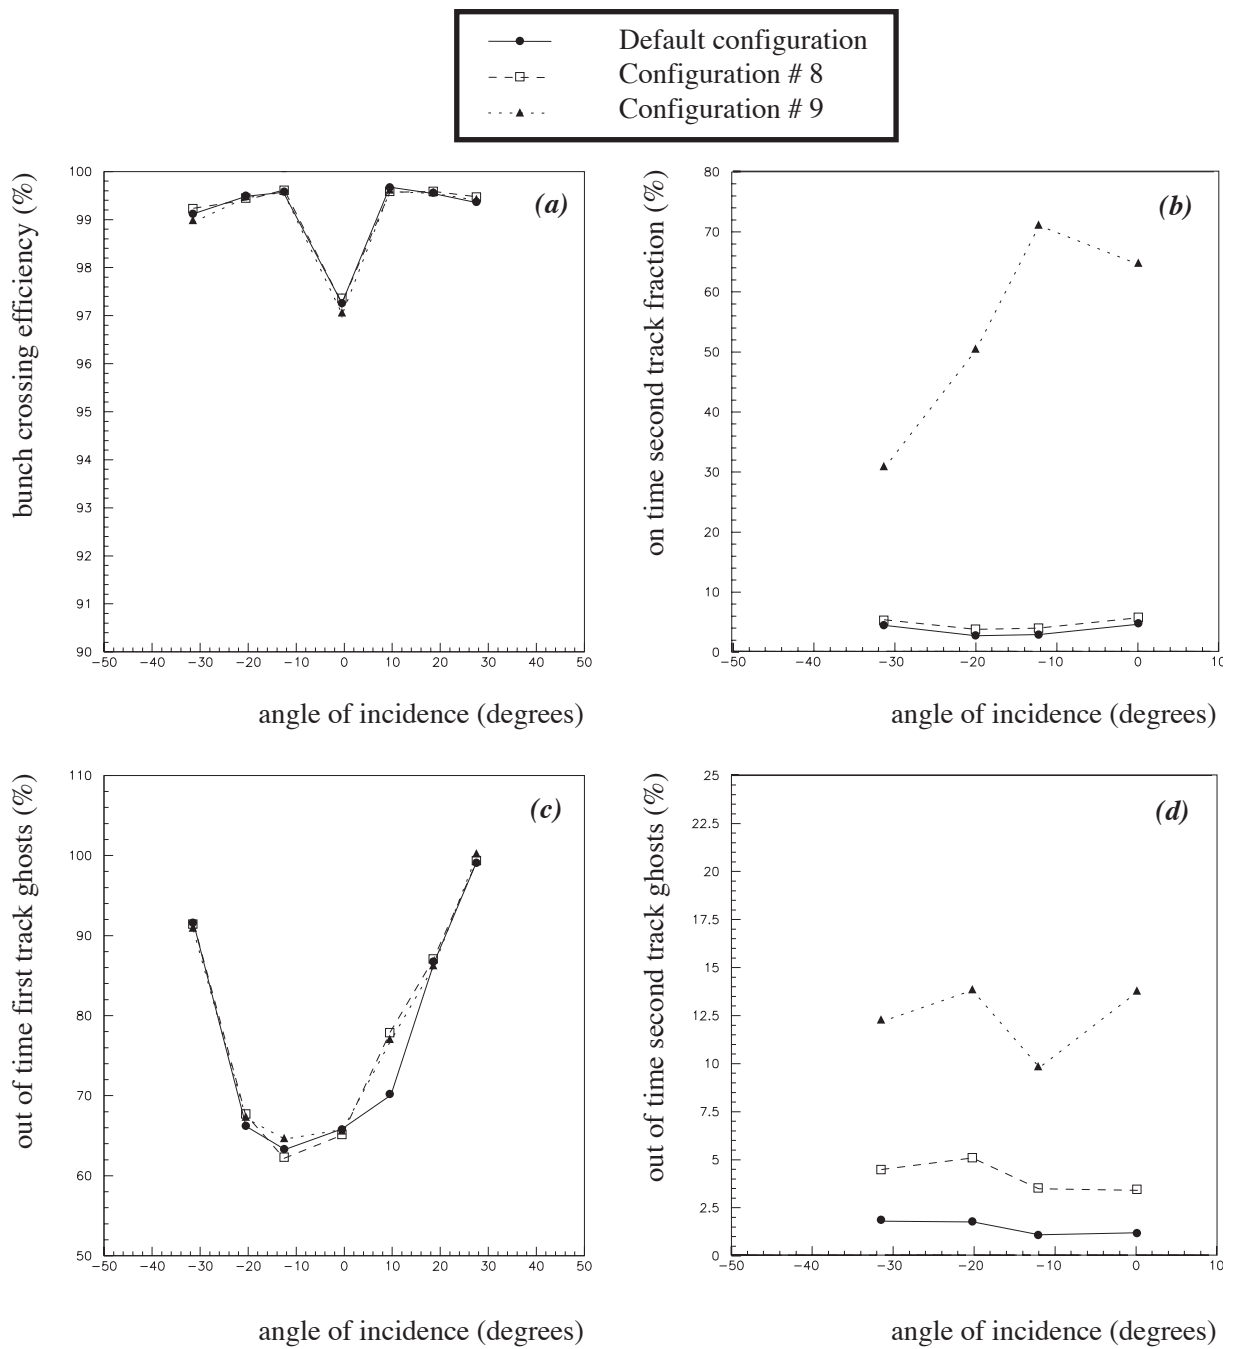 Default configuration
Configuration # 8
Configuration # 9
bunch crossing efficiency (%)
100
99
98
97
96
95
94
93
92
91
90
(a)
−50 −40 −30 −20 −10 0 10 20 30 40 50
angle of incidence (degrees)
on time second track fraction (%)
80
70
60
50
40
30
20
10
0
(b)
−50 −40 −30 −20 −10 0 10
angle of incidence (degrees)
out of time first track ghosts (%)
110
100
90
80
70
60
50
(c)
−50 −40 −30 −20 −10 0 10 20 30 40 50
angle of incidence (degrees)
out of time second track ghosts (%)
25
22.5
20
17.5
15
12.5
10
7.5
5
2.5
0
(d)
−50 −40 −30 −20 −10 0 10
angle of incidence (degrees)